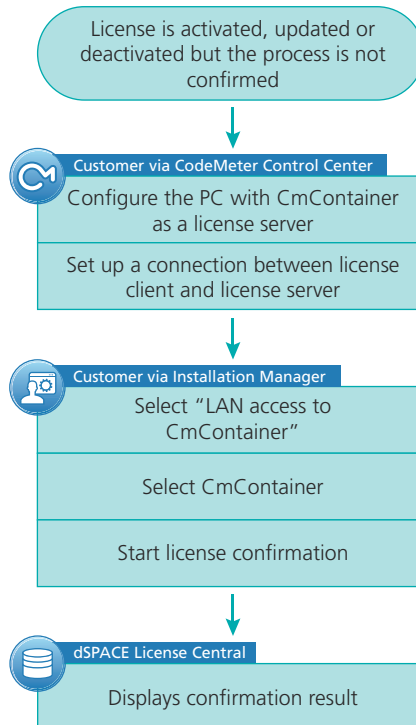 License is activated, updated or
deactivated but the process is not
confirmed
Customer via CodeMeter Control Center
Configure the PC with CmContainer
as a license server
Set up a connection between license
client and license server
Customer via Installation Manager
Select “LAN access to
CmContainer”
Select CmContainer
Start license confirmation
dSPACE License Central
Displays confirmation result